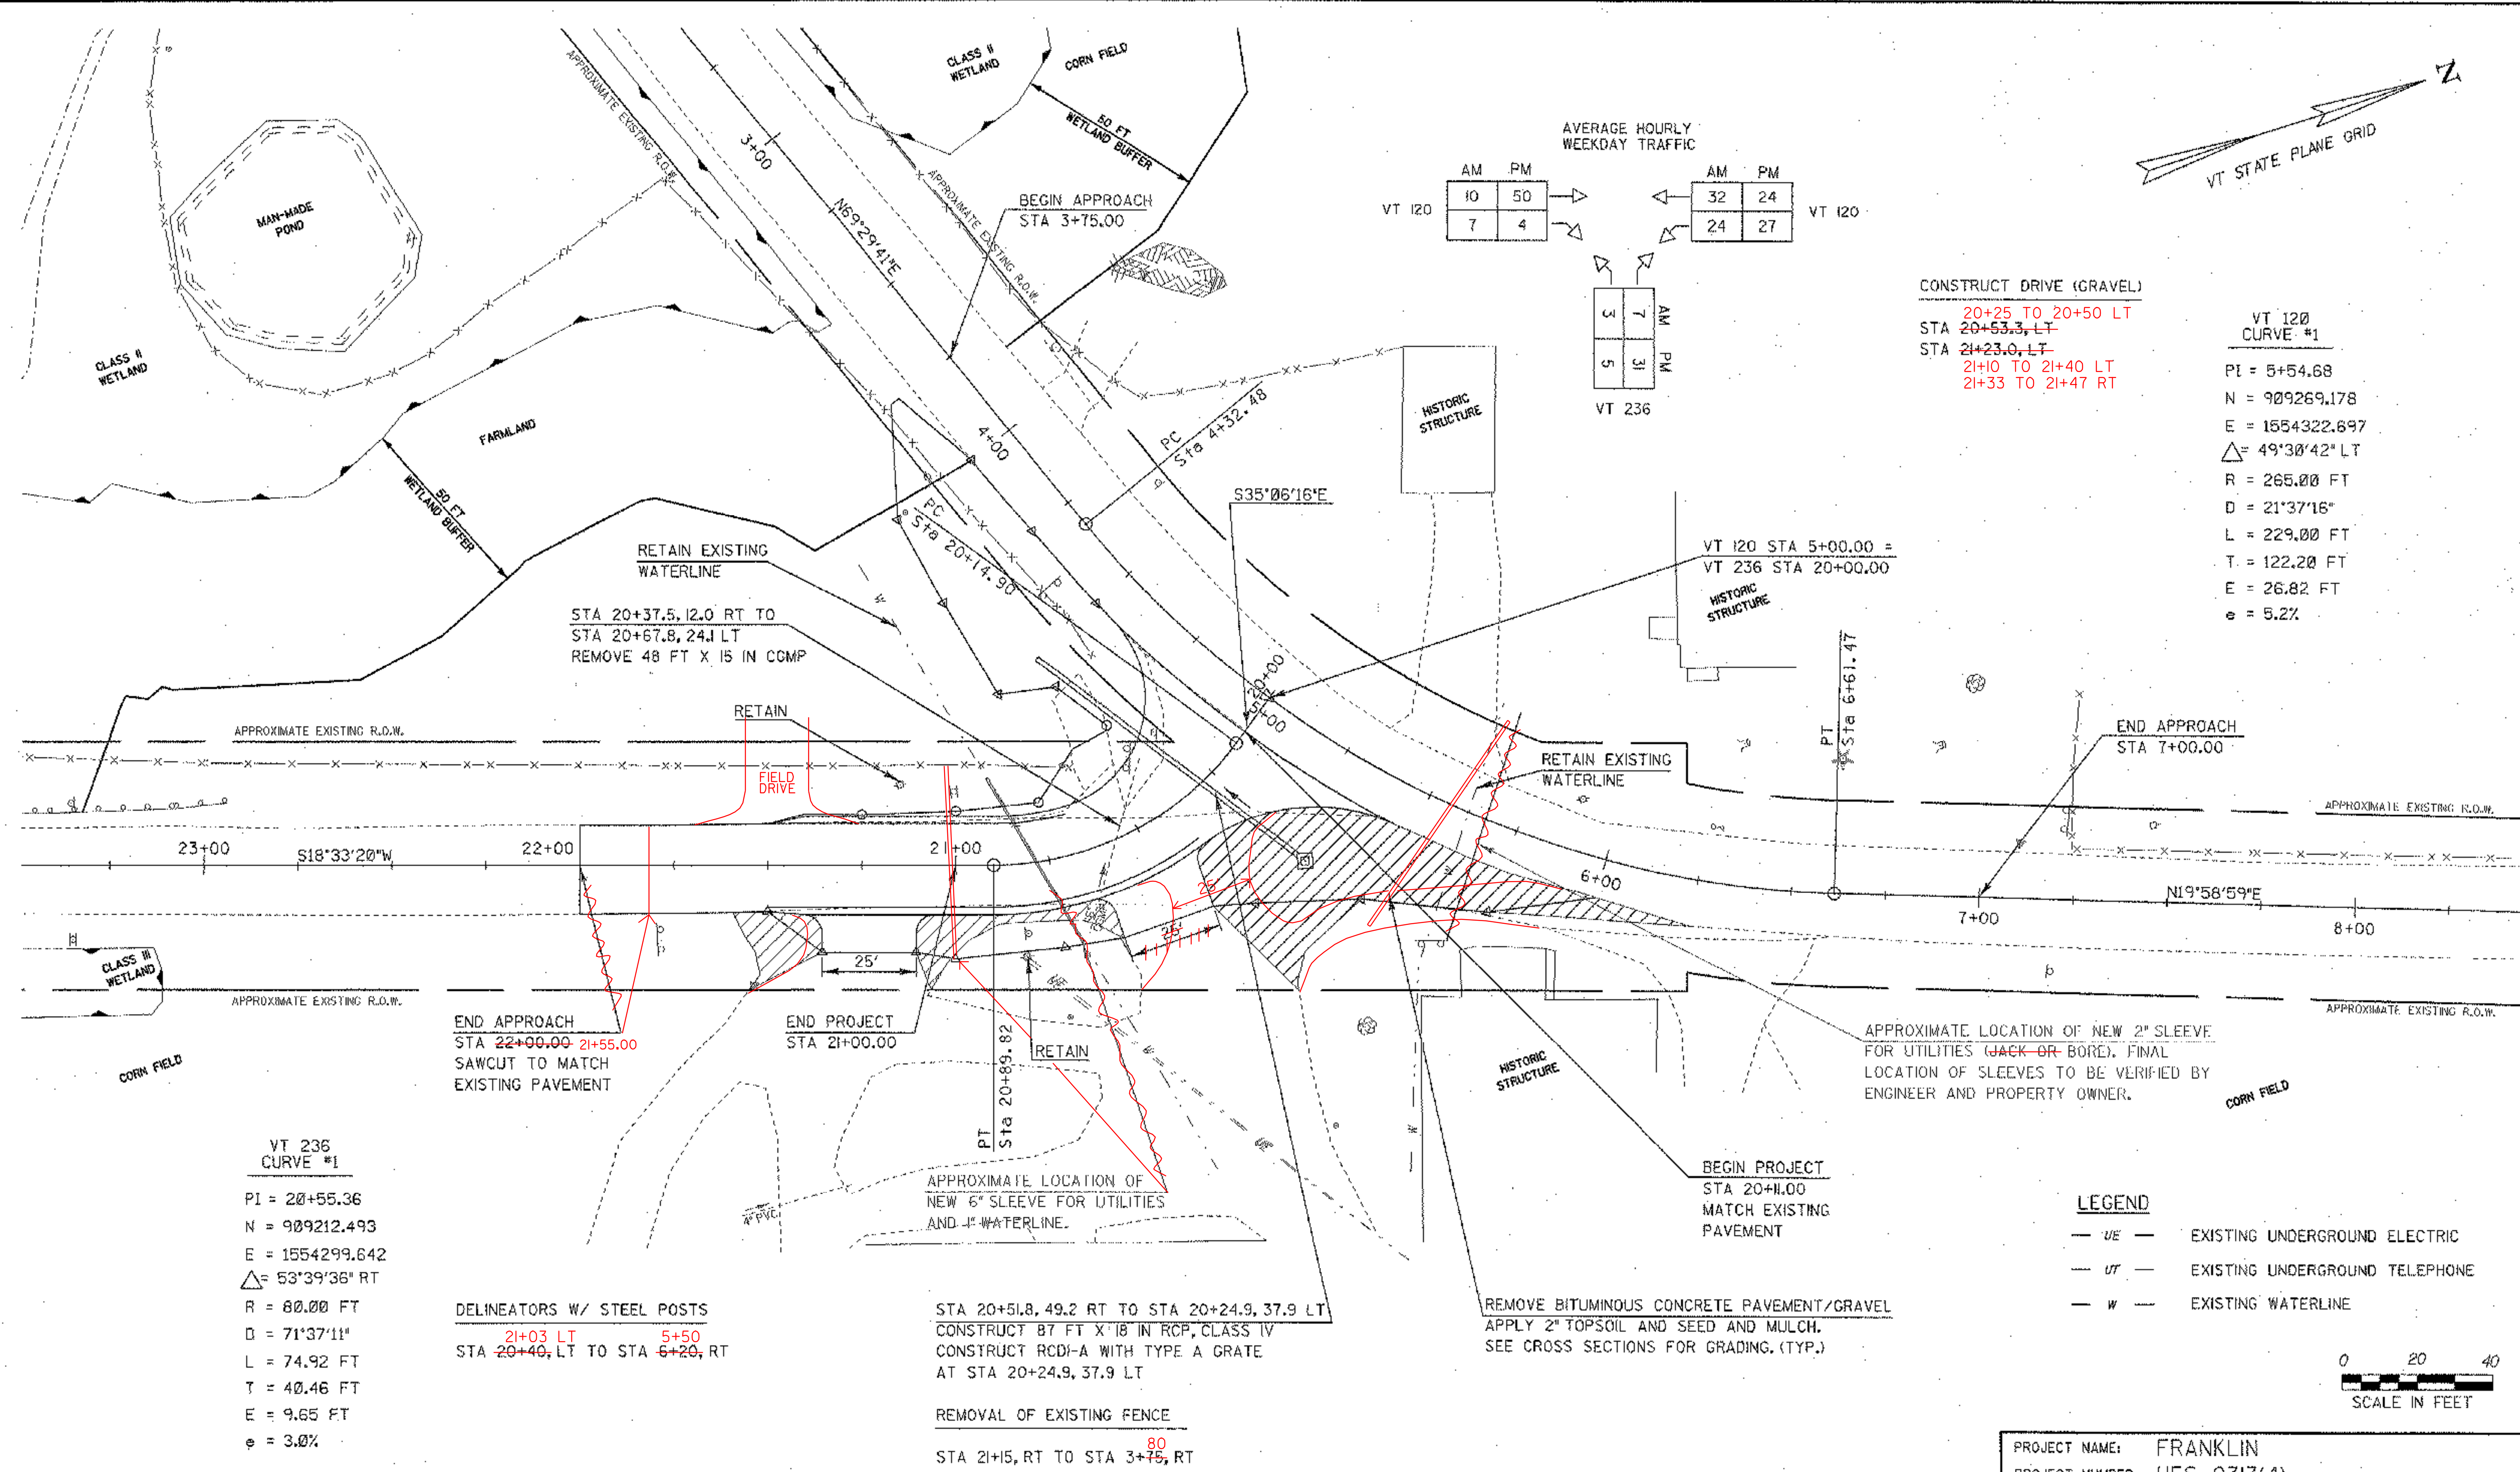 CLASS II
WETLAND
CORN FIELD
50 FT
WETLAND BUFFER
APPROXIMATE EXISTING R.O.W.
APPROXIMATE EXISTING R.O.W.
3+00
N69°29'41"E
BEGIN APPROACH
STA 3+75.00
MAN-MADE
POND
CLASS II
WETLAND
FARMLAND
50 FT
WETLAND BUFFER
AVERAGE HOURLY
WEEKDAY TRAFFIC
AM PM
VT 120
10 50
7 4
AM PM
32 24
24 27
VT 120
3 7 AM
5 31 PM
VT 236
Z
VT STATE PLANE GRID
CONSTRUCT DRIVE (GRAVEL)
20+25 TO 20+50 LT
STA 20+53.3, LT
STA 21+23.0, LT
21+10 TO 21+40 LT
21+33 TO 21+47 RT
VT 120
CURVE #1
PI = 5+54.68
N = 909269.178
E = 1554322.697
△= 49°30'42" LT
R = 265.00 FT
D = 21°37'16"
L = 229.00 FT
T = 122.20 FT
E = 26.82 FT
e = 5.2%
HISTORIC
STRUCTURE
4+00
PC
Sta 4+32.48
PC
Sta 20+14.90
S35°06'16"E
VT 120 STA 5+00.00 =
VT 236 STA 20+00.00
HISTORIC
STRUCTURE
RETAIN EXISTING
WATERLINE
W
STA 20+37.5, 12.0 RT TO
STA 20+67.8, 24.1 LT
REMOVE 48 FT X 15 IN CGMP
RETAIN
20+00
5+00
PT
Sta 6+61.47
END APPROACH
STA 7+00.00
RETAIN EXISTING
WATERLINE
APPROXIMATE EXISTING R.O.W.
APPROXIMATE EXISTING R.O.W.
FIELD
DRIVE
23+00
S18°33'20"W
22+00
21+00
6+00
7+00
N19°58'59"E
8+00
25'
25'
25'
CLASS III
WETLAND
APPROXIMATE EXISTING R.O.W.
APPROXIMATE EXISTING R.O.W.
CORN FIELD
END APPROACH
STA 22+00.00 21+55.00
SAWCUT TO MATCH
EXISTING PAVEMENT
END PROJECT
STA 21+00.00
RETAIN
PT
Sta 20+89.82
HISTORIC
STRUCTURE
W
W
APPROXIMATE LOCATION OF NEW 2" SLEEVE
FOR UTILITIES (JACK OR BORE). FINAL
LOCATION OF SLEEVES TO BE VERIFIED BY
ENGINEER AND PROPERTY OWNER.
CORN FIELD
VT 236
CURVE #1
PI = 20+55.36
N = 909212.493
E = 1554299.642
△= 53°39'36" RT
R = 80.00 FT
D = 71°37'11"
L = 74.92 FT
T = 40.46 FT
E = 9.65 FT
e = 3.0%
4" PVC
APPROXIMATE LOCATION OF
NEW 6" SLEEVE FOR UTILITIES
AND 1" WATERLINE.
BEGIN PROJECT
STA 20+11.00
MATCH EXISTING
PAVEMENT
LEGEND
UE EXISTING UNDERGROUND ELECTRIC
UT EXISTING UNDERGROUND TELEPHONE
W EXISTING WATERLINE
DELINEATORS W/ STEEL POSTS
21+03 LT 5+50
STA 20+40, LT TO STA 6+20, RT
STA 20+51.8, 49.2 RT TO STA 20+24.9, 37.9 LT
CONSTRUCT 87 FT X 18 IN RCP, CLASS IV
CONSTRUCT RCDI-A WITH TYPE A GRATE
AT STA 20+24.9, 37.9 LT
REMOVAL OF EXISTING FENCE
80
STA 21+15, RT TO STA 3+75, RT
REMOVE BITUMINOUS CONCRETE PAVEMENT/GRAVEL
APPLY 2" TOPSOIL AND SEED AND MULCH.
SEE CROSS SECTIONS FOR GRADING. (TYP.)
0 20 40
SCALE IN FEET
PROJECT NAME: FRANKLIN